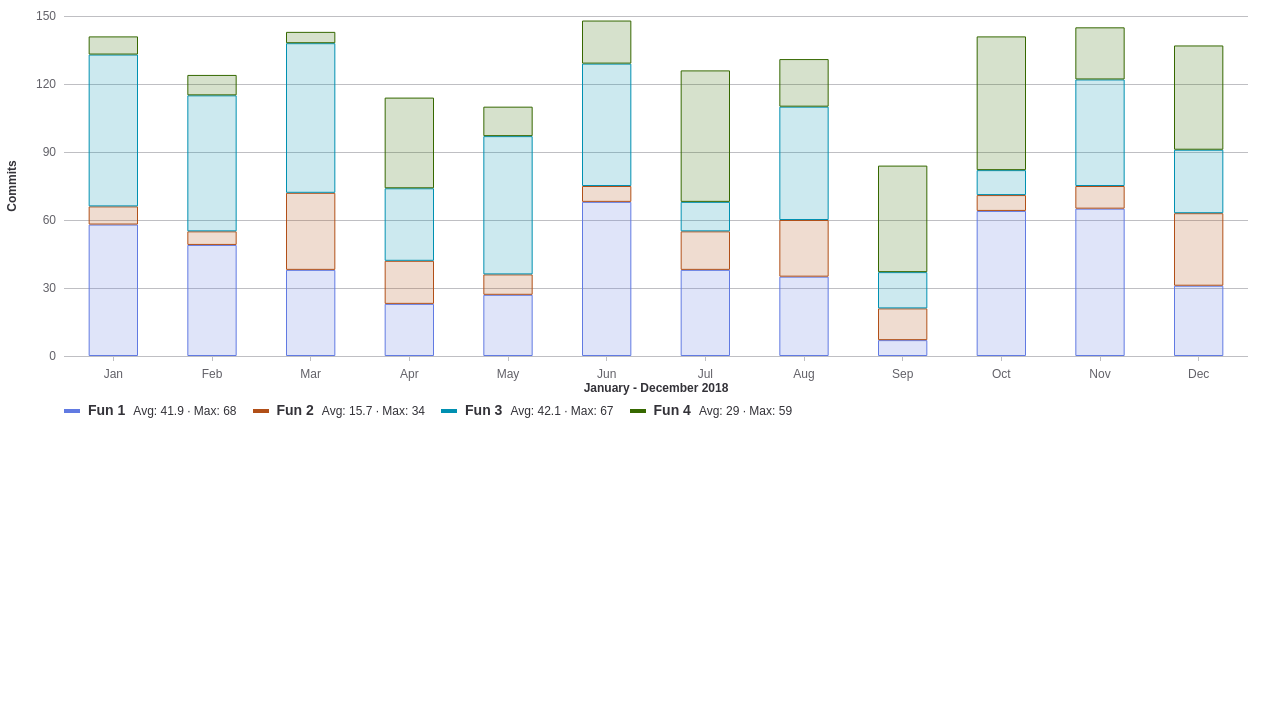 150
120
90
60
30
0
Commits
Jan Feb Mar Apr May Jun Jul Aug Sep Oct Nov Dec
January - December 2018
Fun 1 Avg: 41.9 · Max: 68 Fun 2 Avg: 15.7 · Max: 34 Fun 3 Avg: 42.1 · Max: 67 Fun 4 Avg: 29 · Max: 59